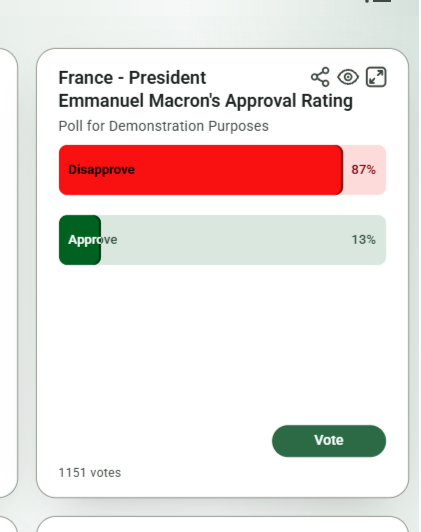 France - President
Emmanuel Macron's Approval Rating
Poll for Demonstration Purposes
Disapprove 87%
Approve 13%
Vote
1151 votes